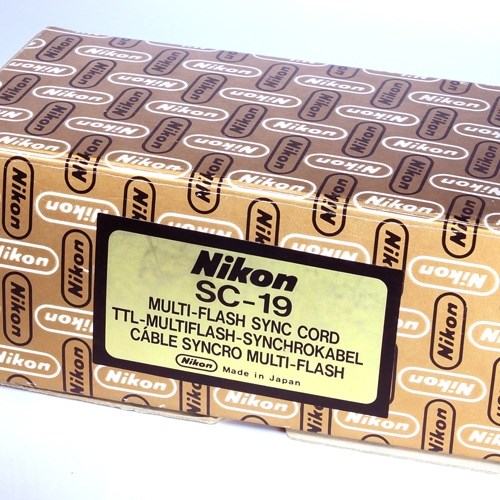 Nikon
SC-19
MULTI-FLASH SYNC CORD
TTL-MULTIFLASH-SYNCHROKABEL
CÂBLE SYNCRO MULTI-FLASH
Nikon Made in Japan